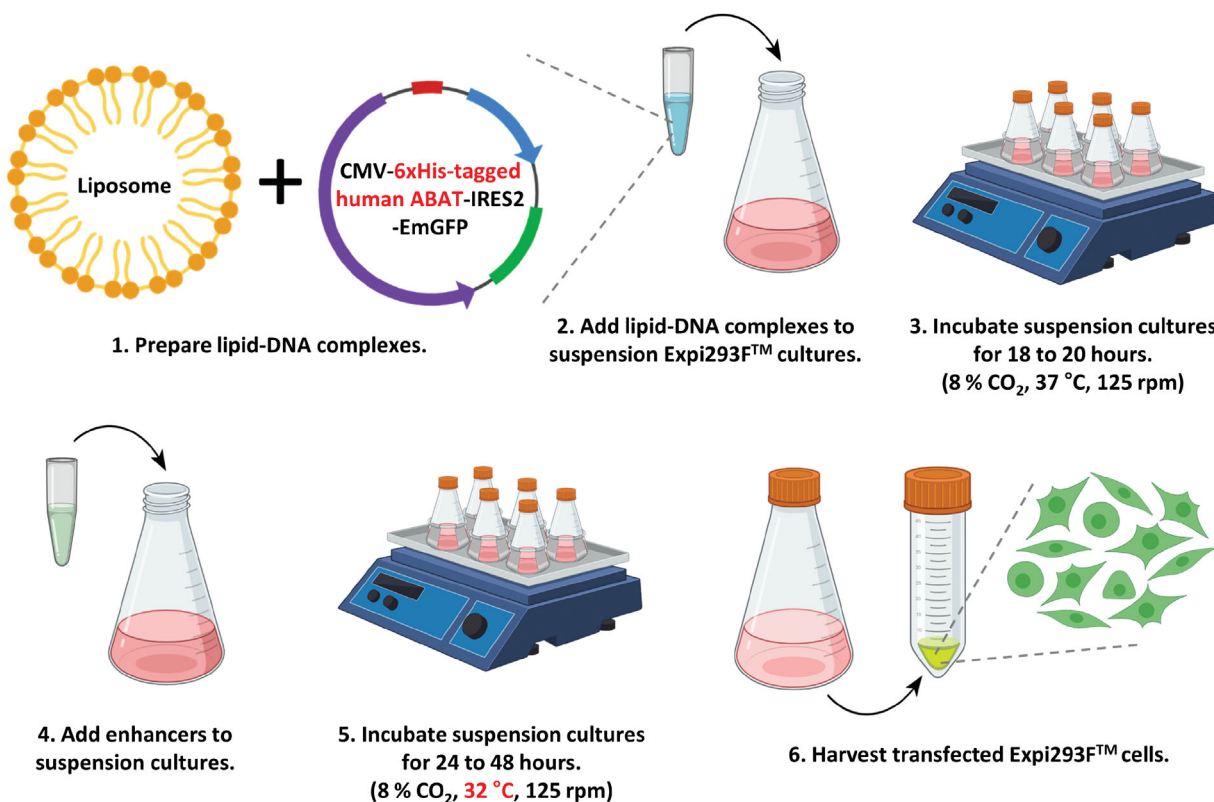 Liposome
CMV-6xHis-tagged
human ABAT-IRES2
-EmGFP
1. Prepare lipid-DNA complexes.
2. Add lipid-DNA complexes to
suspension Expi293F™ cultures.
3. Incubate suspension cultures
for 18 to 20 hours.
(8 % CO₂, 37 °C, 125 rpm)
4. Add enhancers to
suspension cultures.
5. Incubate suspension cultures
for 24 to 48 hours.
(8 % CO₂, 32 °C, 125 rpm)
6. Harvest transfected Expi293F™ cells.